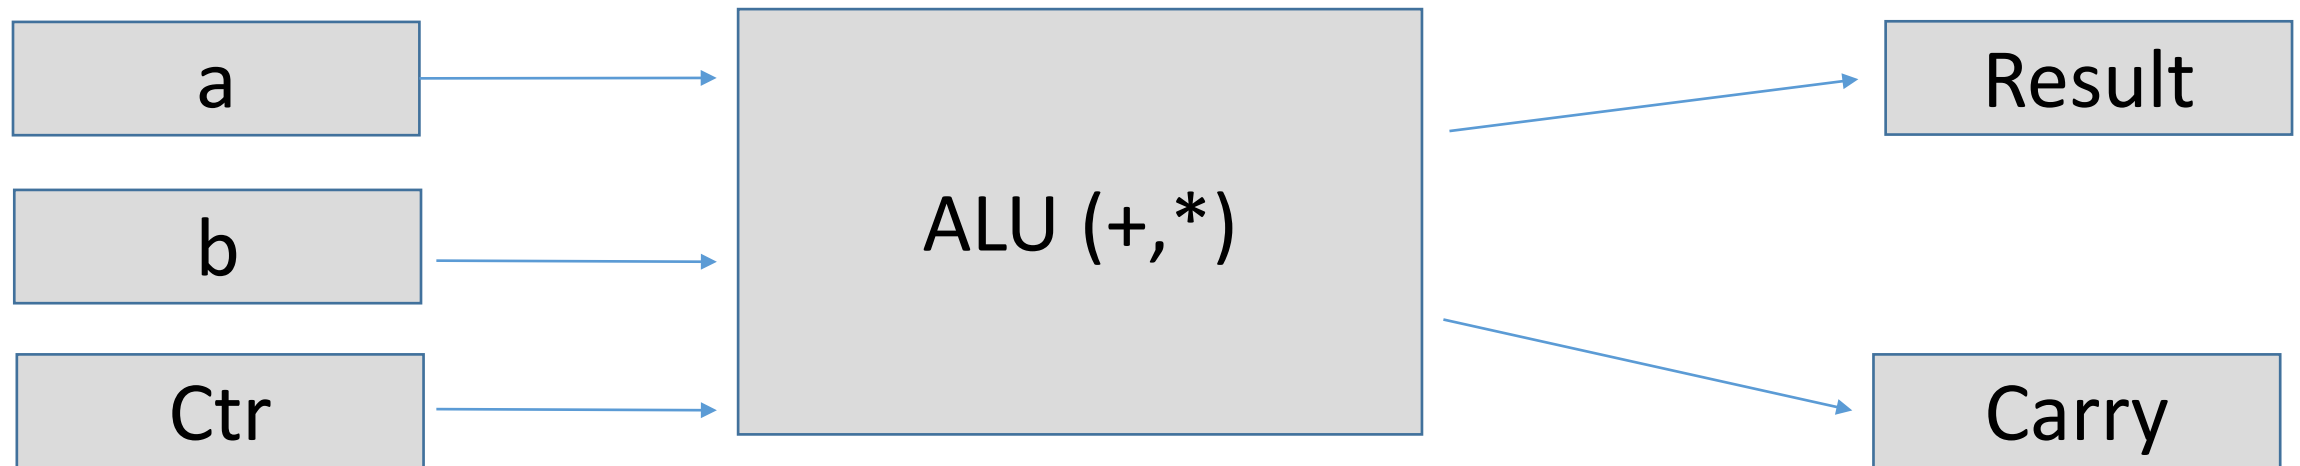 a
b
Ctr
ALU (+,*)
Result
Carry